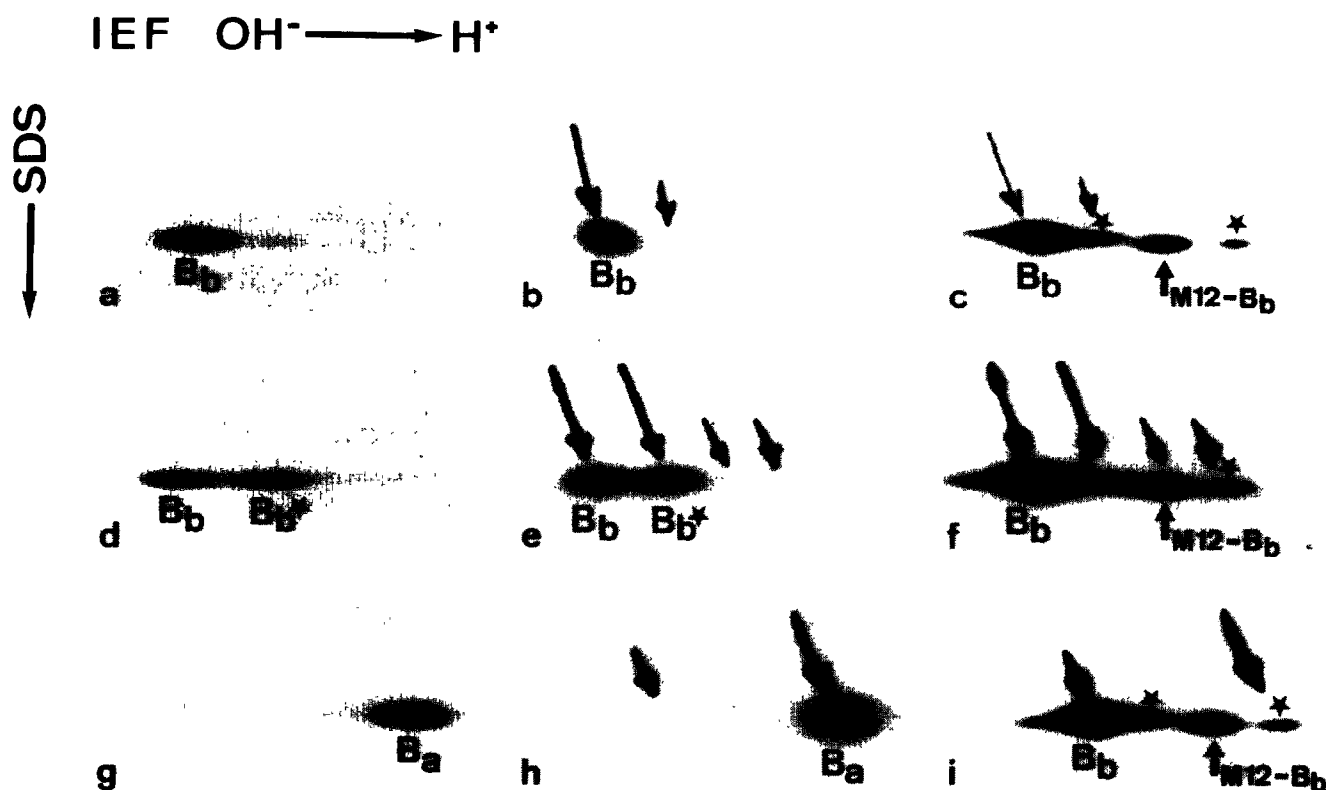 IEF OH⁻ → H⁺
SDS
a Bb
b Bb
c Bb M12-Bb
d Bb Bb*
e Bb Bb*
f Bb M12-Bb
g Ba
h Ba
i Bb M12-Bb